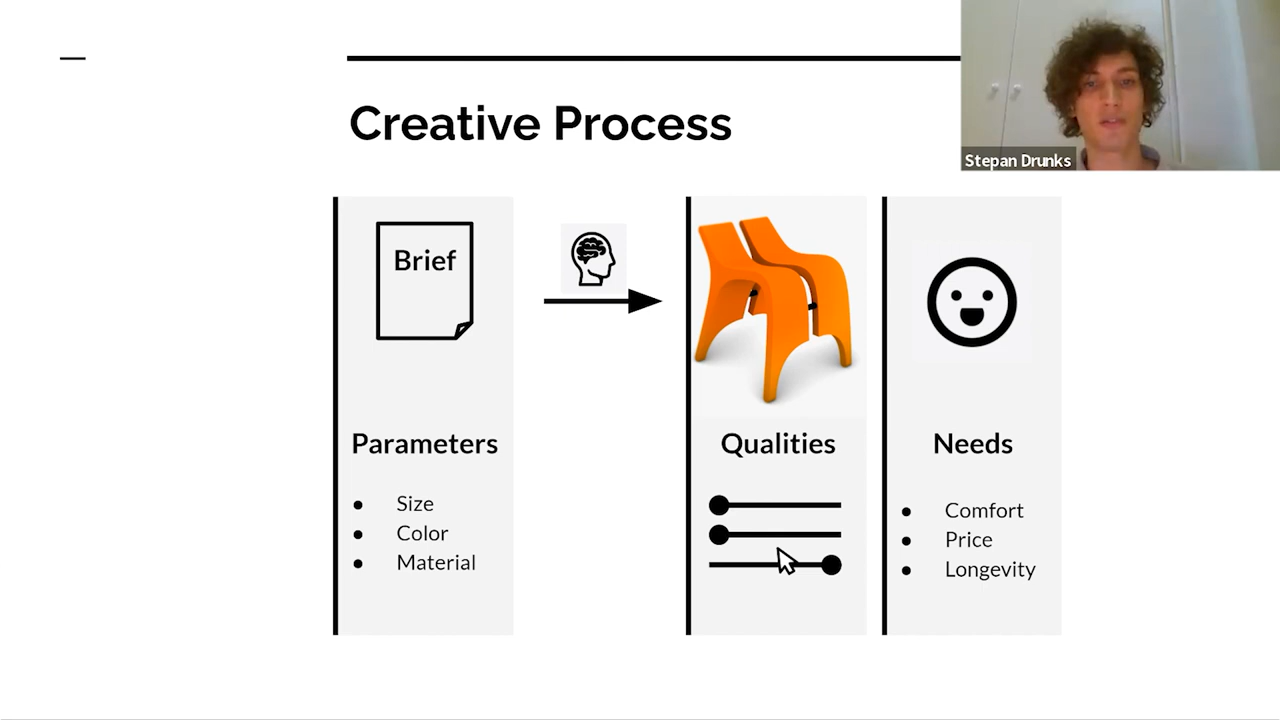 Creative Process
Stepan Drunks
Brief
Parameters
Size
Color
Material
Qualities
Needs
Comfort
Price
Longevity